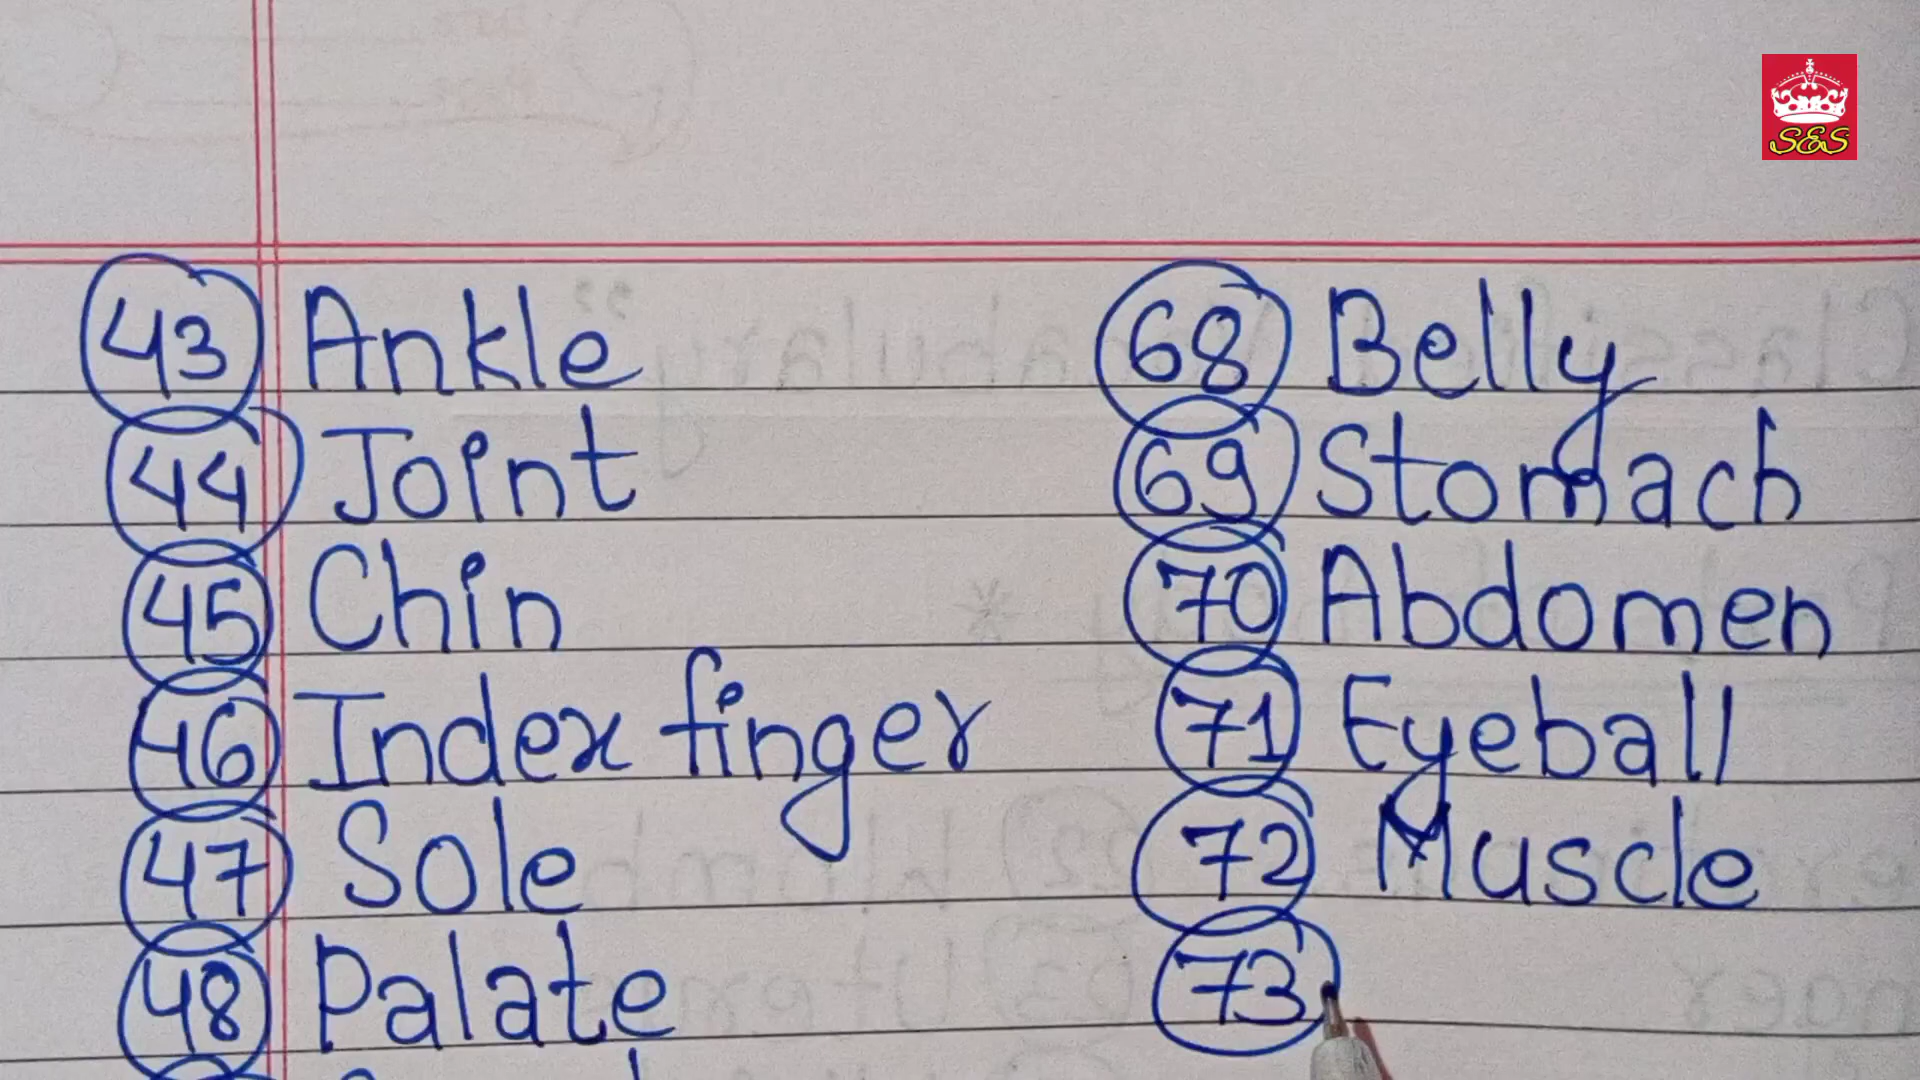 S&S
43 Ankle
44 Joint
45 Chin
46 Index finger
47 Sole
48 Palate
68 Belly
69 Stomach
70 Abdomen
71 Eyeball
72 Muscle
73